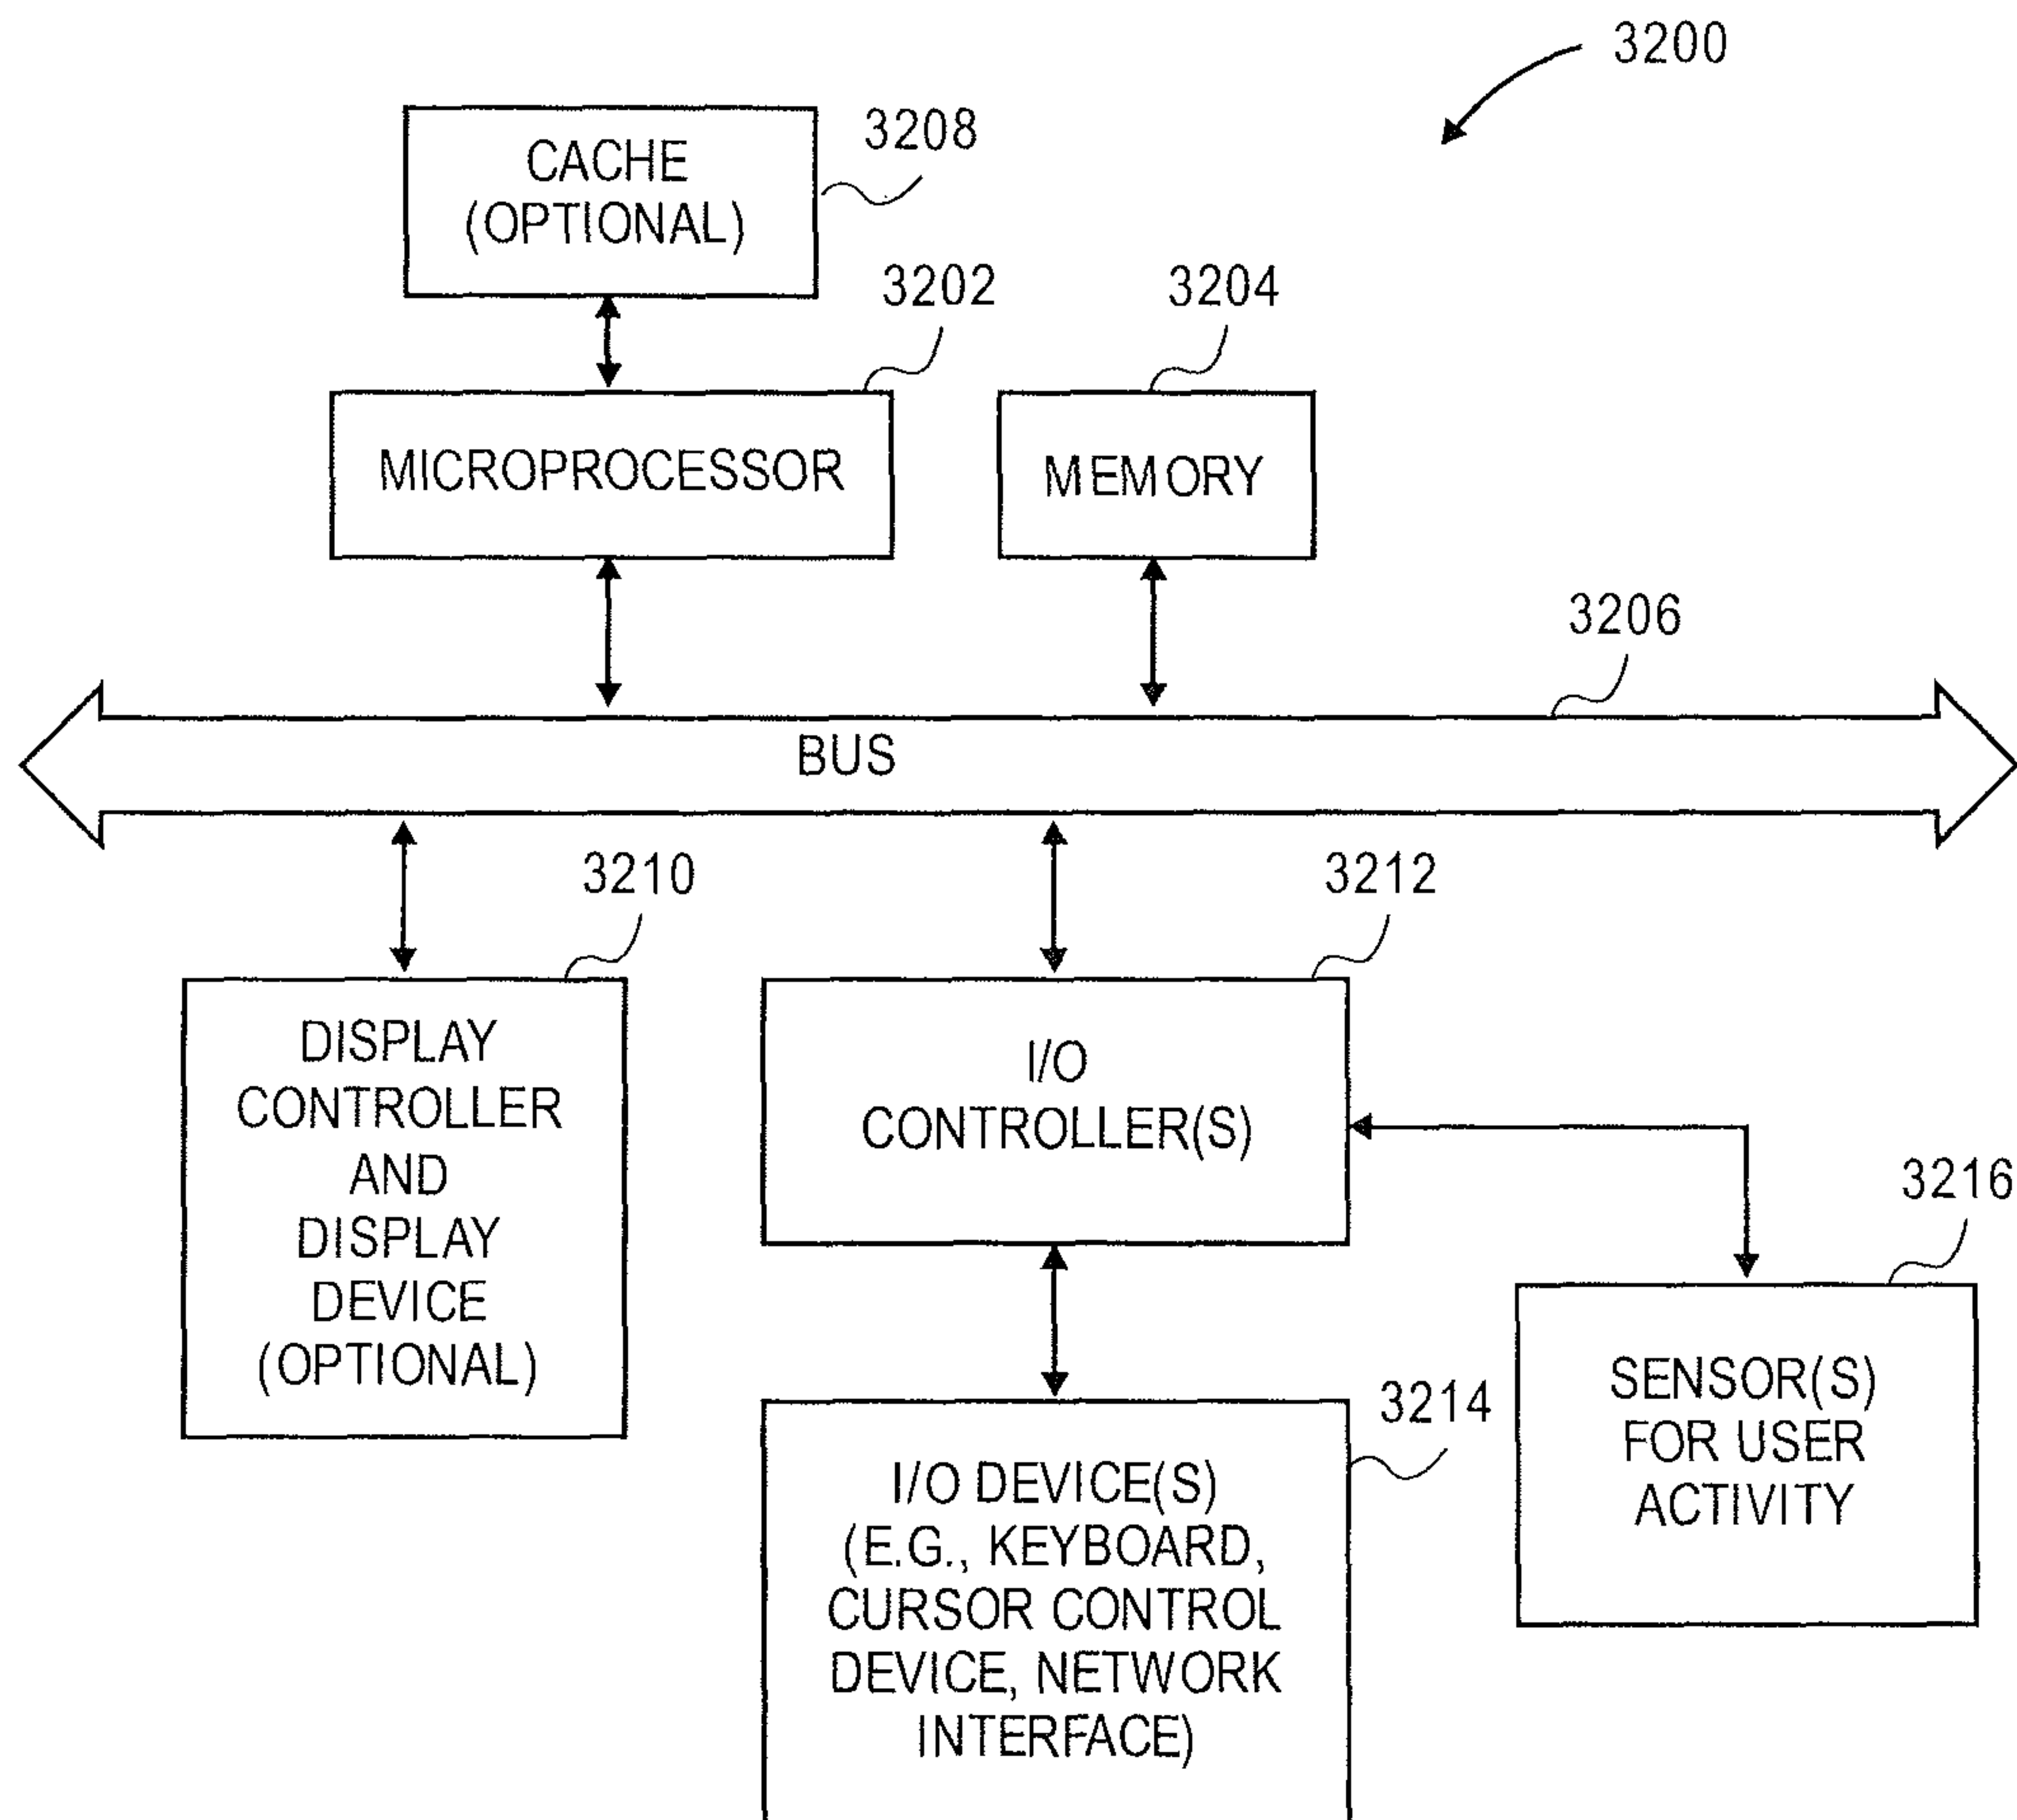 3200
CACHE
(OPTIONAL)
3208
3202
3204
MICROPROCESSOR
MEMORY
3206
BUS
3210
3212
DISPLAY
CONTROLLER
AND
DISPLAY
DEVICE
(OPTIONAL)
I/O
CONTROLLER(S)
3216
SENSOR(S)
FOR USER
ACTIVITY
3214
I/O DEVICE(S)
(E.G., KEYBOARD,
CURSOR CONTROL
DEVICE, NETWORK
INTERFACE)